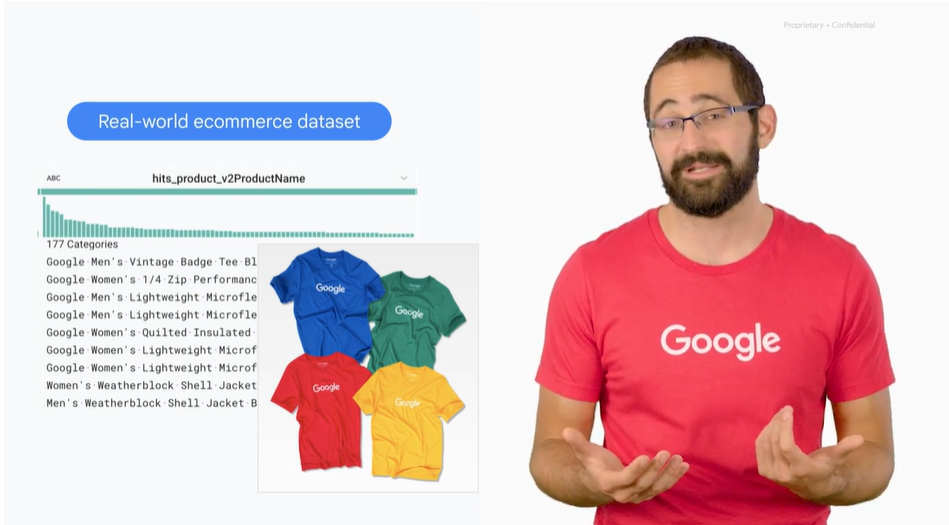 Proprietary + Confidential
Real-world ecommerce dataset
ABC hits_product_v2ProductName
177 Categories
Google·Men's·Vintage·Badge·Tee·Bl
Google·Women's·1/4·Zip·Performanc
Google·Men's·Lightweight·Microfle
Google·Men's·Lightweight·Microfle
Google·Women's·Quilted·Insulated·
Google·Women's·Lightweight·Microf
Google·Women's·Lightweight·Microf
Women's·Weatherblock·Shell·Jacket
Men's·Weatherblock·Shell·Jacket·B
Google
Google
Google
Google
Google